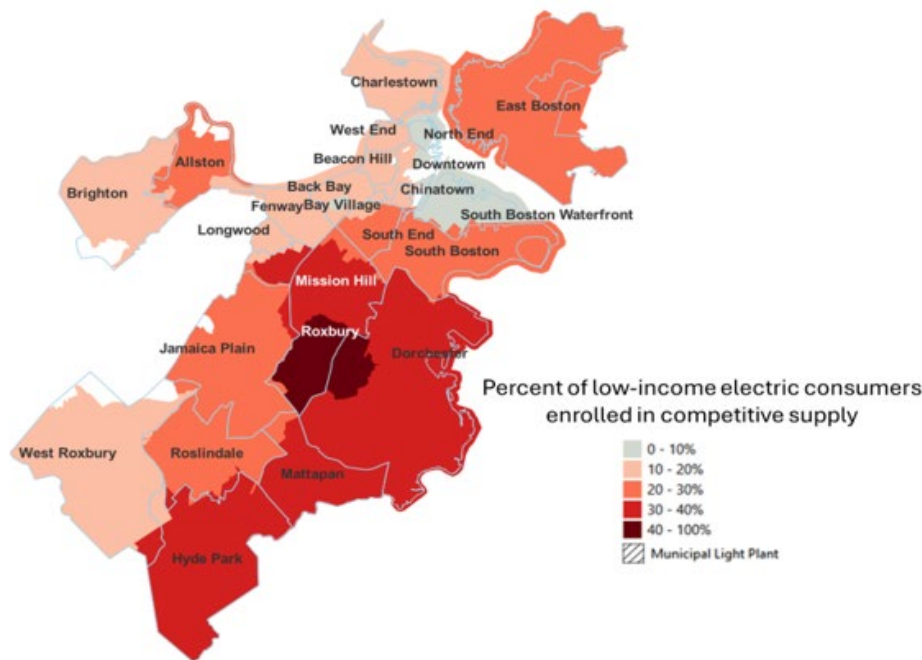 Charlestown
East Boston
West End
North End
Allston
Beacon Hill
Downtown
Brighton
Back Bay
Chinatown
Fenway
Bay Village
South Boston Waterfront
Longwood
South End
South Boston
Mission Hill
Roxbury
Jamaica Plain
Dorchester
Percent of low-income electric consumers
enrolled in competitive supply
West Roxbury
Roslindale
Mattapan
Hyde Park
0 - 10%
10 - 20%
20 - 30%
30 - 40%
40 - 100%
Municipal Light Plant